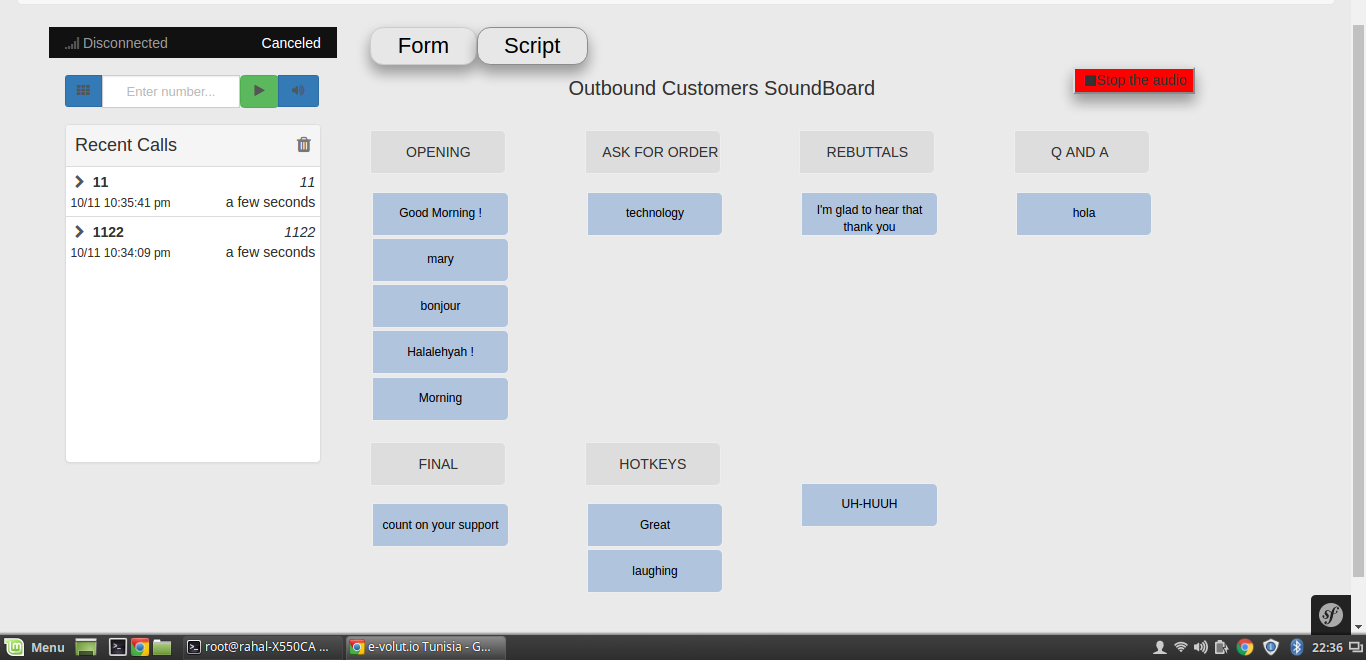 Disconnected
Canceled
Form
Script
Enter number...
Outbound Customers SoundBoard
Stop the audio
Recent Calls
11
11
10/11 10:35:41 pm
a few seconds
1122
1122
10/11 10:34:09 pm
a few seconds
OPENING
ASK FOR ORDER
REBUTTALS
Q AND A
Good Morning !
technology
I'm glad to hear that
thank you
hola
mary
bonjour
Halalehyah !
Morning
FINAL
HOTKEYS
count on your support
Great
UH-HUUH
laughing
sf
Menu
root@rahal-X550CA ...
e-volut.io Tunisia - G...
22:36